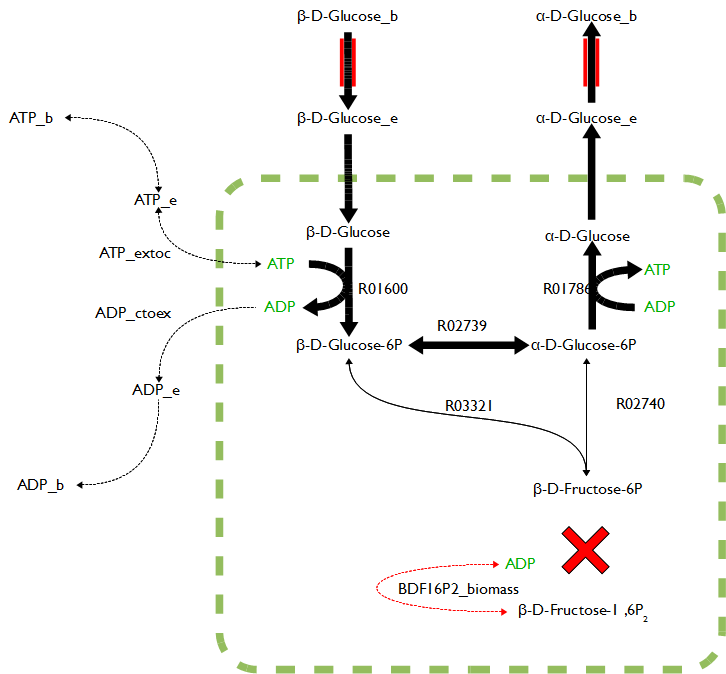 β-D-Glucose_b
α-D-Glucose_b
ATP_b
β-D-Glucose_e
α-D-Glucose_e
ATP_e
β-D-Glucose
α-D-Glucose
ATP_extoc
ATP
ATP
R01600
R01786
ADP_ctoex
ADP
ADP
R02739
β-D-Glucose-6P
α-D-Glucose-6P
ADP_e
R03321
R02740
ADP_b
β-D-Fructose-6P
ADP
BDF16P2_biomass
β-D-Fructose-1,6P₂